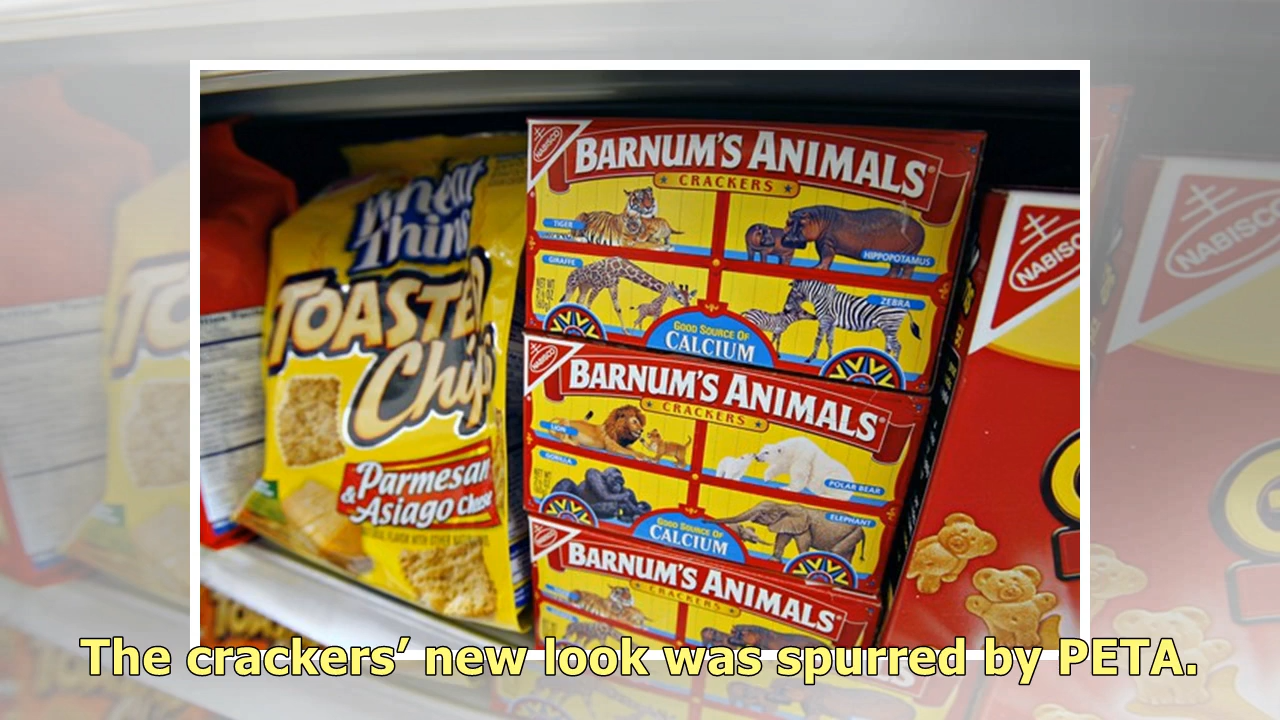 Wheat
Thins
TOASTED
Chips
Parmesan
& Asiago Cheese
NABISCO
BARNUM'S ANIMALS®
CRACKERS
TIGER
HIPPOPOTAMUS
GIRAFFE
ZEBRA
GOOD SOURCE OF
CALCIUM
NABISCO
BARNUM'S ANIMALS®
CRACKERS
LION
POLAR BEAR
GORILLA
ELEPHANT
GOOD SOURCE OF
CALCIUM
NABISCO
BARNUM'S ANIMALS®
CRACKERS
NABISCO
NABISCO
The crackers’ new look was spurred by PETA.